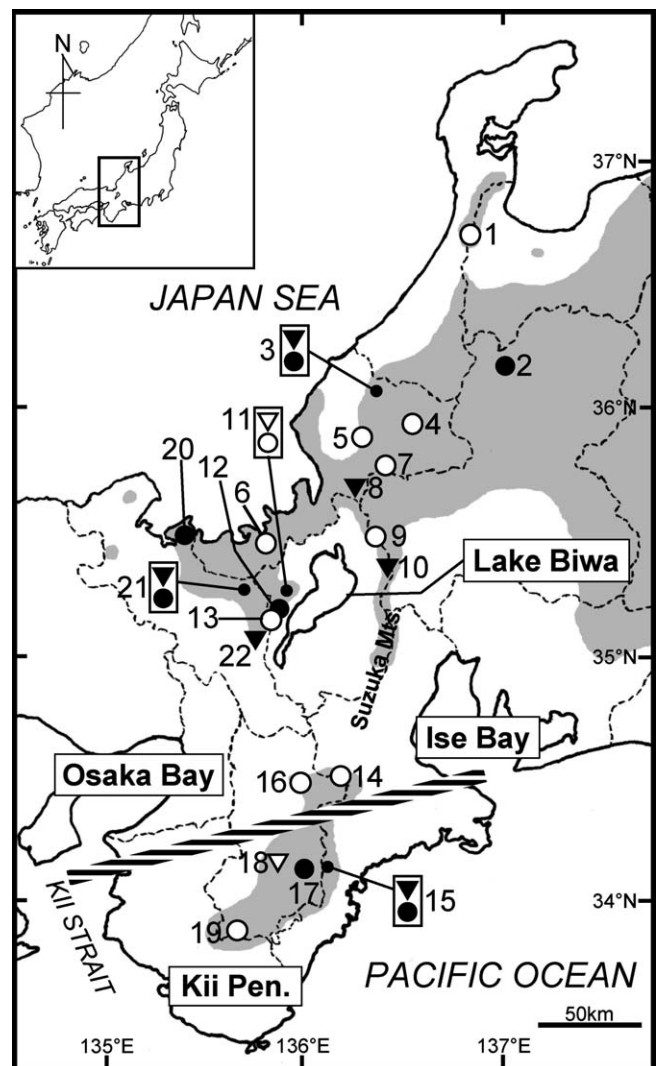 N
37°N
1
JAPAN SEA
3
2
36°N
11
4
5
20
12
6
7
8
9
10
Lake Biwa
21
13
22
35°N
Suzuka Mts.
Ise Bay
Osaka Bay
16
14
18
17
15
34°N
KII STRAIT
19
Kii Pen.
PACIFIC OCEAN
50km
135°E
136°E
137°E